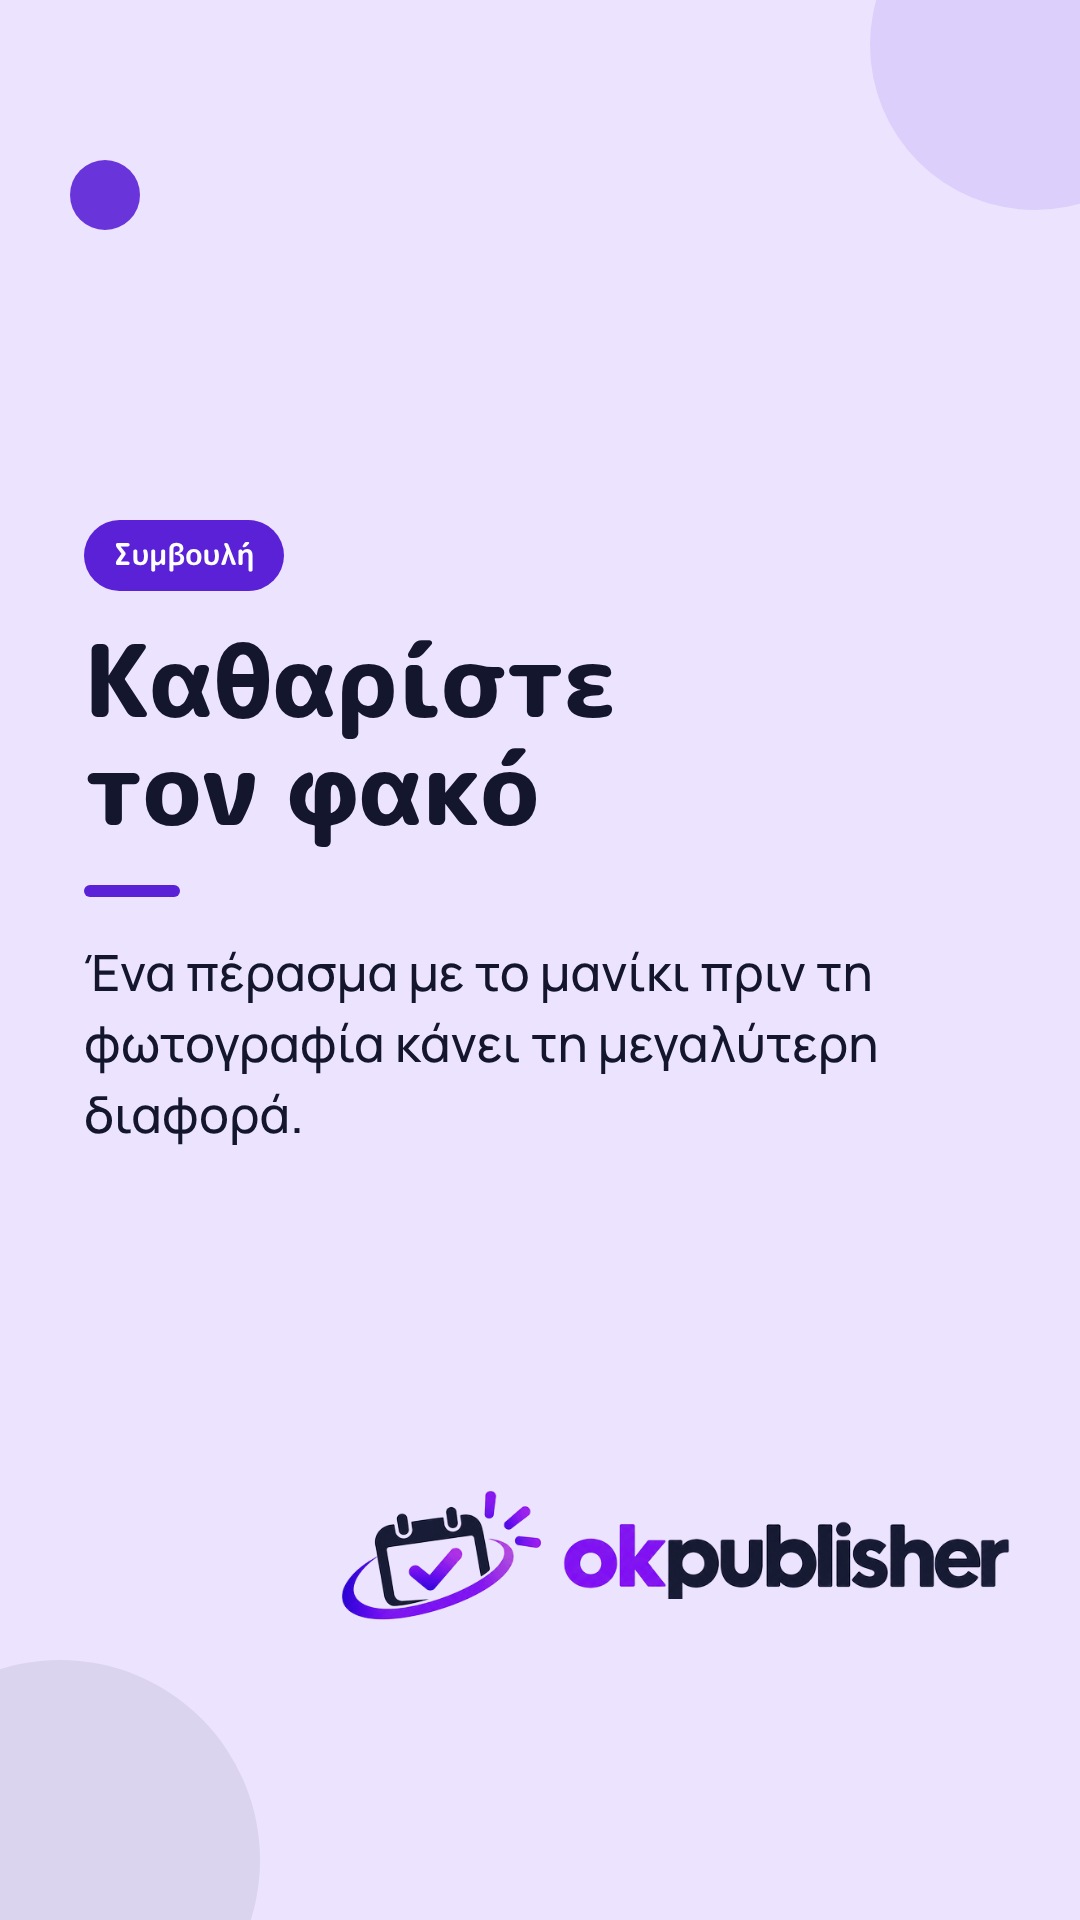 Συμβουλή
Καθαρίστε
τον φακό
Ένα πέρασμα με το μανίκι πριν τη
φωτογραφία κάνει τη μεγαλύτερη
διαφορά.
okpublisher